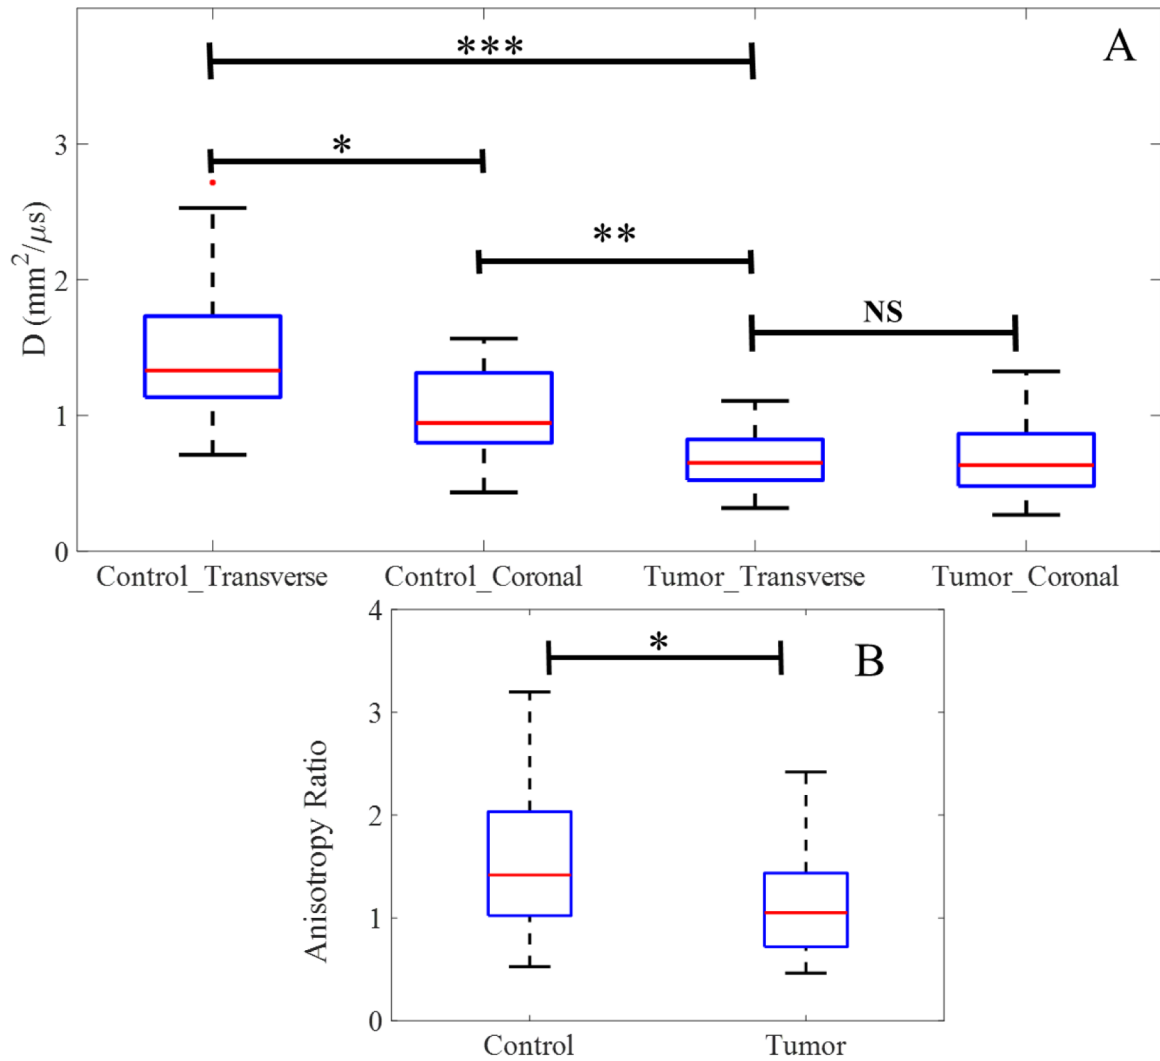 A
***
*
**
NS
D (mm²/μs)
3
2
1
0
Control_Transverse Control_Coronal Tumor_Transverse Tumor_Coronal
B
*
Anisotropy Ratio
4
3
2
1
0
Control Tumor